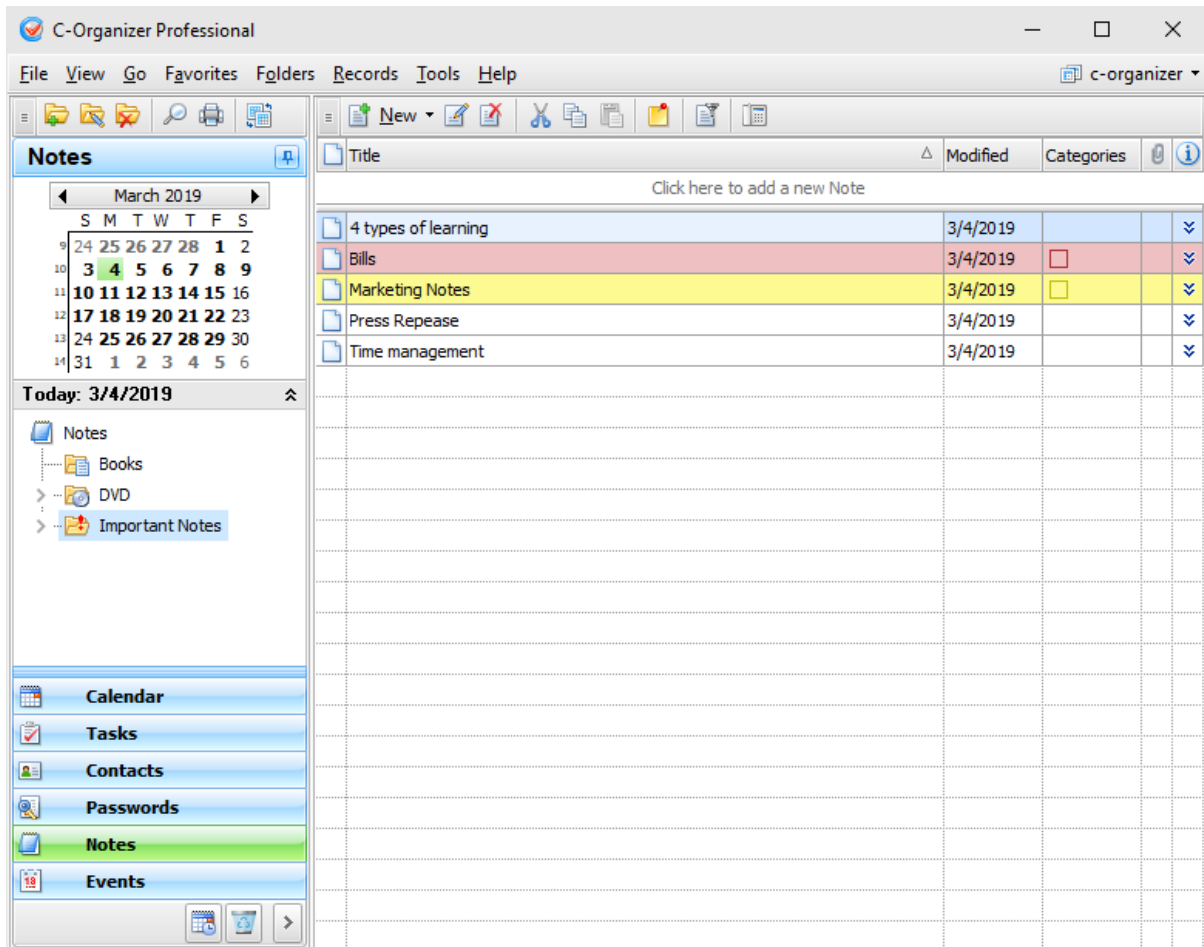 C-Organizer Professional
File View Go Favorites Folders Records Tools Help c-organizer
New
Notes
March 2019
S M T W T F S
9 24 25 26 27 28 1 2
10 3 4 5 6 7 8 9
11 10 11 12 13 14 15 16
12 17 18 19 20 21 22 23
13 24 25 26 27 28 29 30
14 31 1 2 3 4 5 6
Today: 3/4/2019
Notes
Books
DVD
Important Notes
Calendar
Tasks
Contacts
Passwords
Notes
18 Events
Title Modified Categories
Click here to add a new Note
4 types of learning 3/4/2019
Bills 3/4/2019
Marketing Notes 3/4/2019
Press Repease 3/4/2019
Time management 3/4/2019